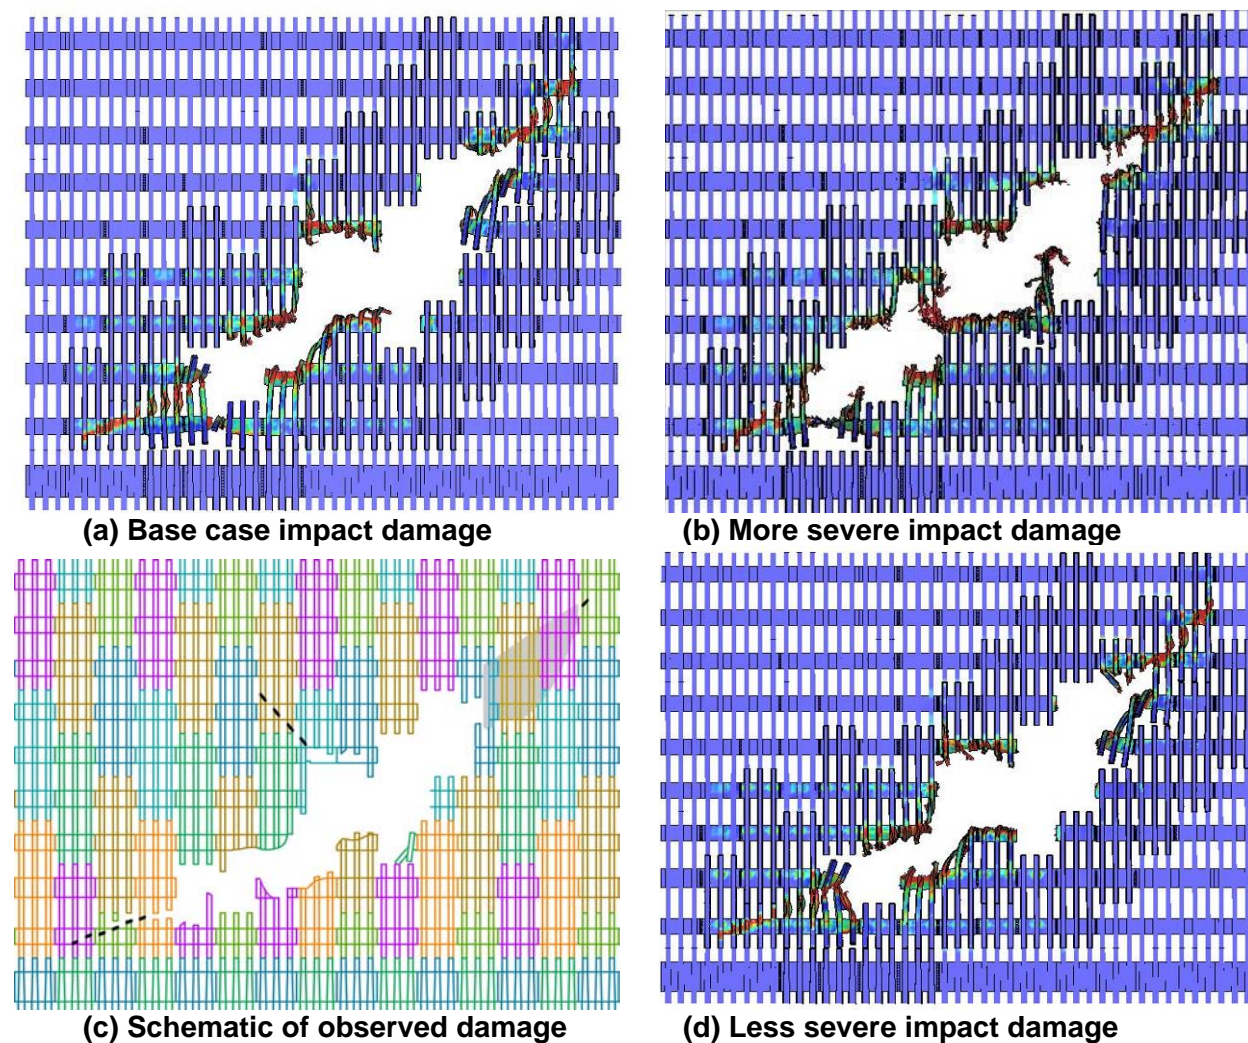 (a) Base case impact damage
(b) More severe impact damage
(c) Schematic of observed damage
(d) Less severe impact damage